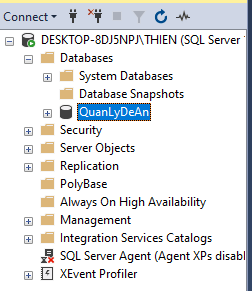 Connect
DESKTOP-8DJ5NPJ\THIEN (SQL Server
Databases
System Databases
Database Snapshots
QuanLyDeAn
Security
Server Objects
Replication
PolyBase
Always On High Availability
Management
Integration Services Catalogs
SQL Server Agent (Agent XPs disabl
XEvent Profiler